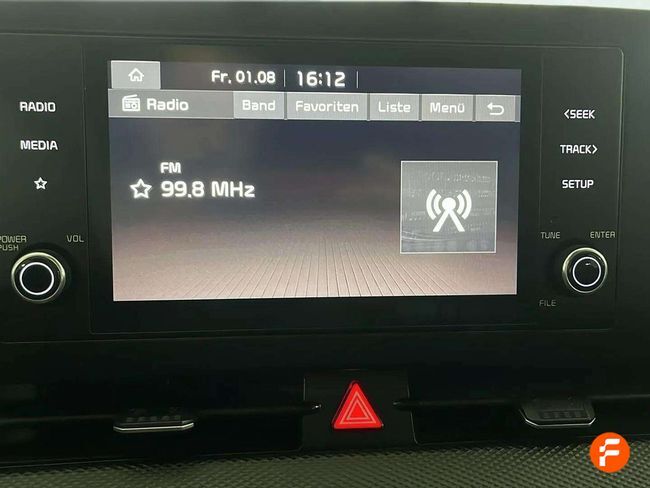 Fr. 01.08 16:12
Radio Band Favoriten Liste Menü
FM
99.8 MHz
RADIO
MEDIA
POWER
PUSH
VOL
<SEEK
TRACK>
SETUP
TUNE
ENTER
FILE